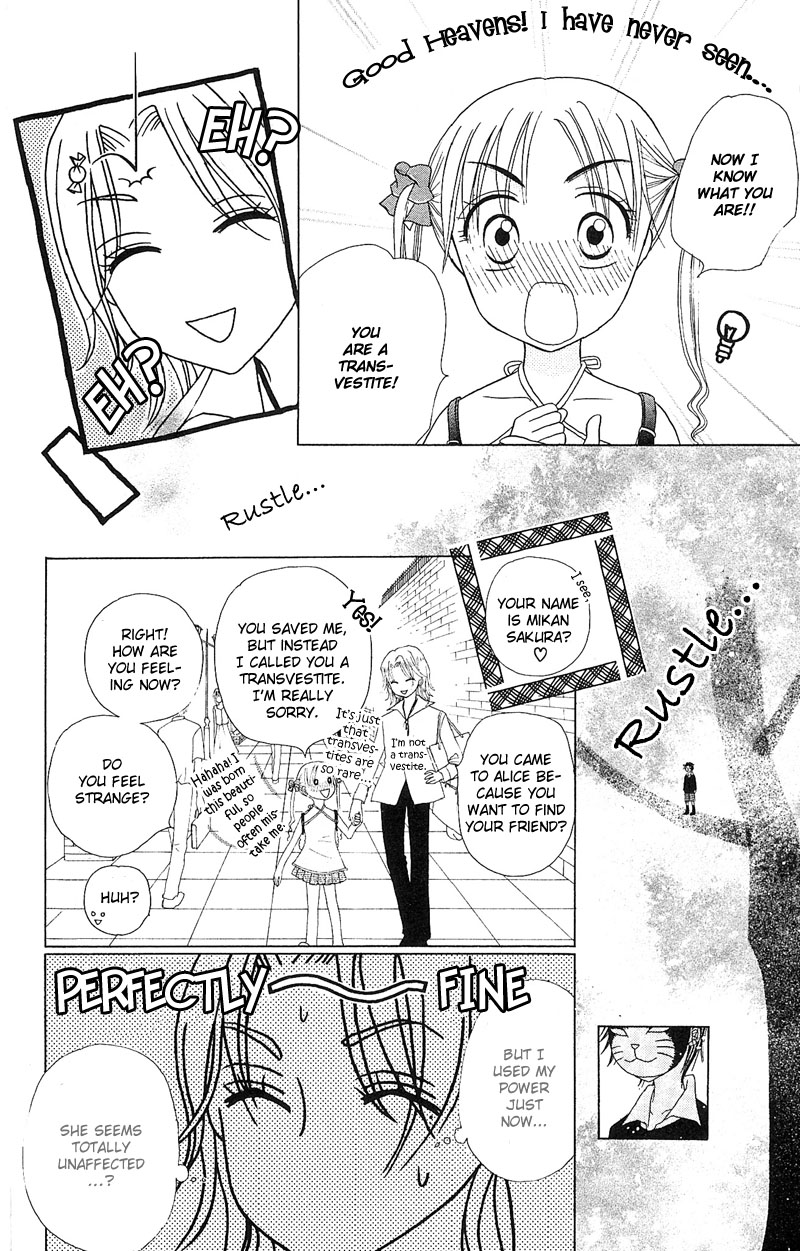 Good Heavens! I have never seen....
NOW I
KNOW
WHAT YOU
ARE!!
YOU
ARE A
TRANS-
VESTITE!
EH?
EH?
Rustle...
Rustle...
I see,
YOUR NAME
IS MIKAN
SAKURA?
♡
YOU CAME
TO ALICE BE-
CAUSE YOU
WANT TO FIND
YOUR FRIEND?
Yes!
YOU SAVED ME,
BUT INSTEAD
I CALLED YOU A
TRANSVESTITE.
I'M REALLY
SORRY.
It's just
that
transves-
tites are
so rare...
I'm not
a trans-
vestite.
Hahaha! I
was born
this beauti-
ful, so
people
often mis-
take me.
RIGHT!
HOW ARE
YOU FEEL-
ING NOW?
DO
YOU FEEL
STRANGE?
HUH?
PERFECTLY FINE
BUT I
USED MY
POWER
JUST
NOW...
SHE SEEMS
TOTALLY
UNAFFECTED
...?